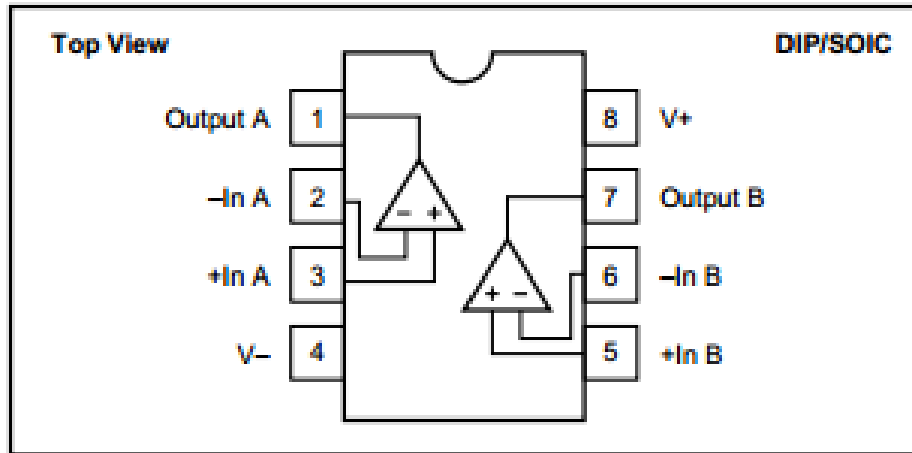 Top View DIP/SOIC
Output A 1 8 V+
–In A 2 7 Output B
+In A 3 6 –In B
V– 4 5 +In B
– +
+ –